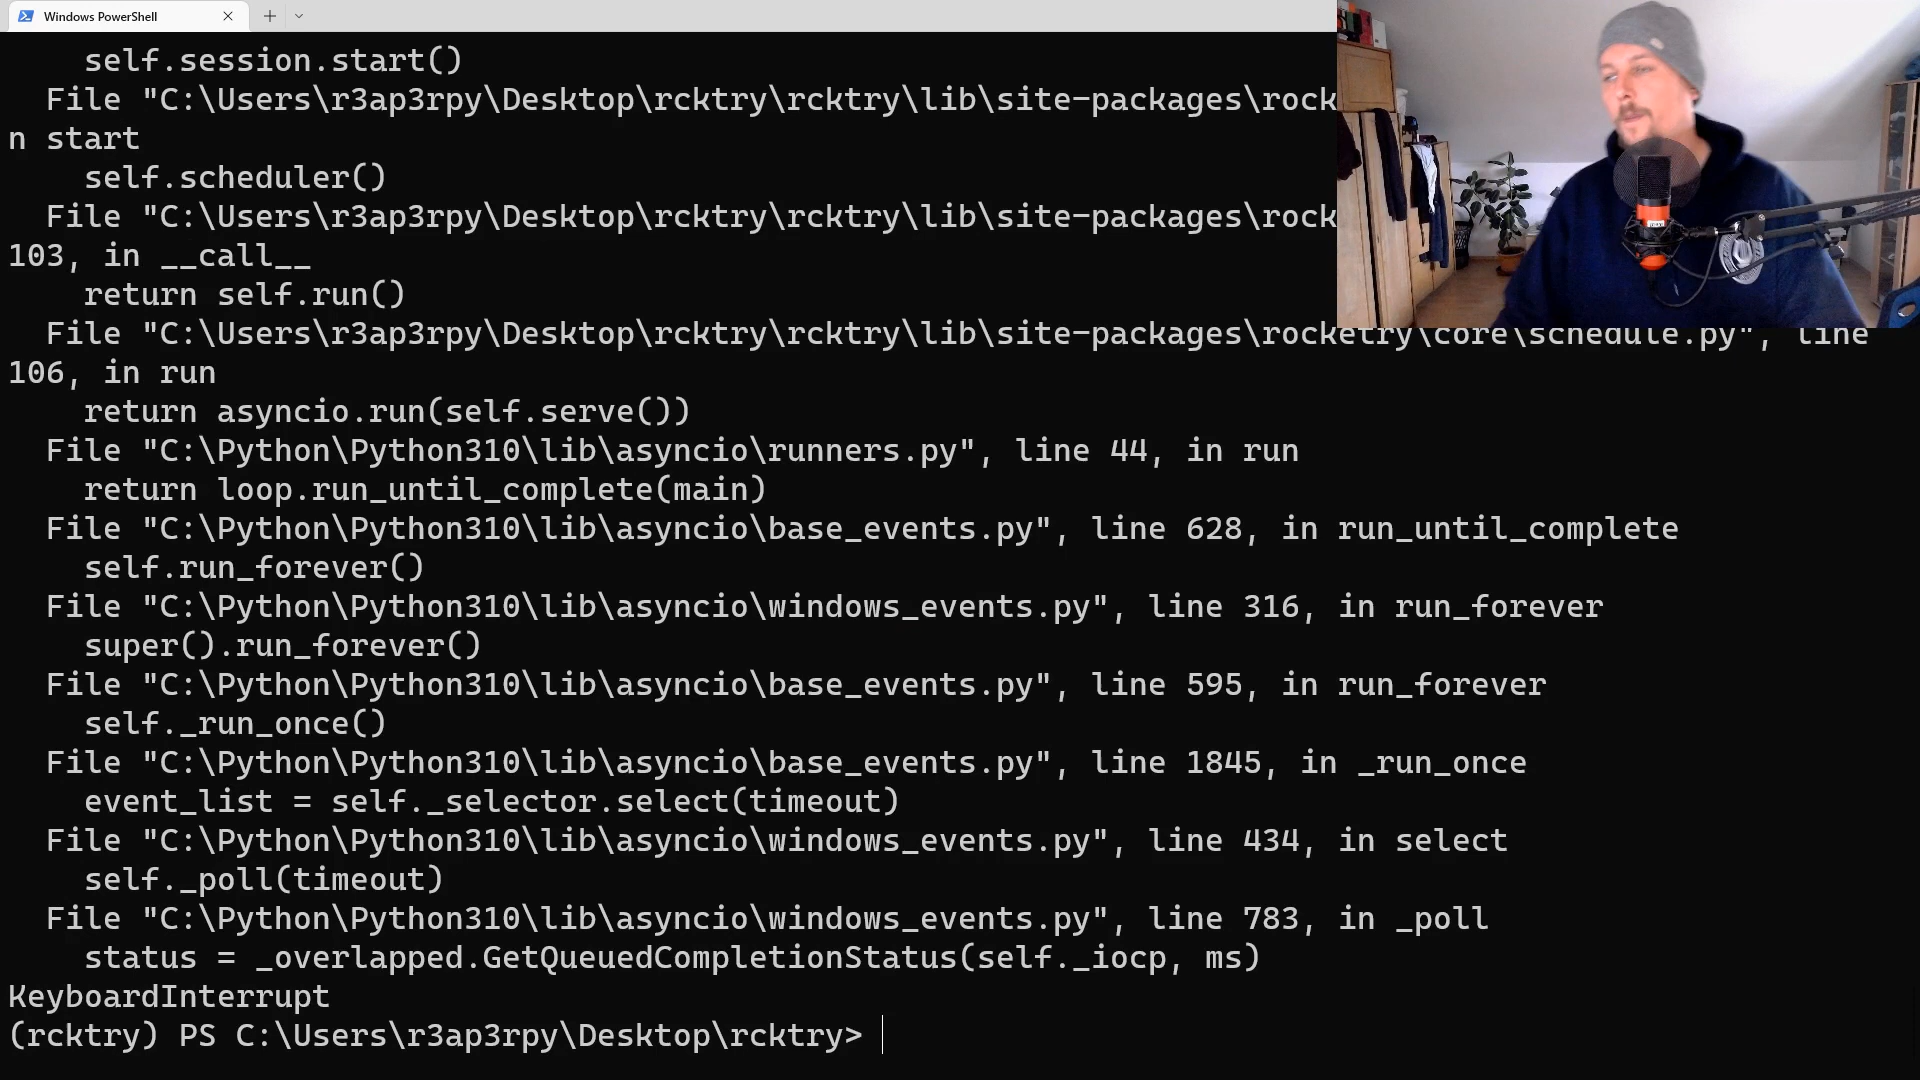 Windows PowerShell
self.session.start()
File "C:\Users\r3ap3rpy\Desktop\rcktry\rcktry\lib\site-packages\rock
n start
self.scheduler()
File "C:\Users\r3ap3rpy\Desktop\rcktry\rcktry\lib\site-packages\rock
103, in __call__
return self.run()
File "C:\Users\r3ap3rpy\Desktop\rcktry\rcktry\lib\site-packages\rocketry\core\schedule.py", line
106, in run
return asyncio.run(self.serve())
File "C:\Python\Python310\lib\asyncio\runners.py", line 44, in run
return loop.run_until_complete(main)
File "C:\Python\Python310\lib\asyncio\base_events.py", line 628, in run_until_complete
self.run_forever()
File "C:\Python\Python310\lib\asyncio\windows_events.py", line 316, in run_forever
super().run_forever()
File "C:\Python\Python310\lib\asyncio\base_events.py", line 595, in run_forever
self._run_once()
File "C:\Python\Python310\lib\asyncio\base_events.py", line 1845, in _run_once
event_list = self._selector.select(timeout)
File "C:\Python\Python310\lib\asyncio\windows_events.py", line 434, in select
self._poll(timeout)
File "C:\Python\Python310\lib\asyncio\windows_events.py", line 783, in _poll
status = _overlapped.GetQueuedCompletionStatus(self._iocp, ms)
KeyboardInterrupt
(rcktry) PS C:\Users\r3ap3rpy\Desktop\rcktry>